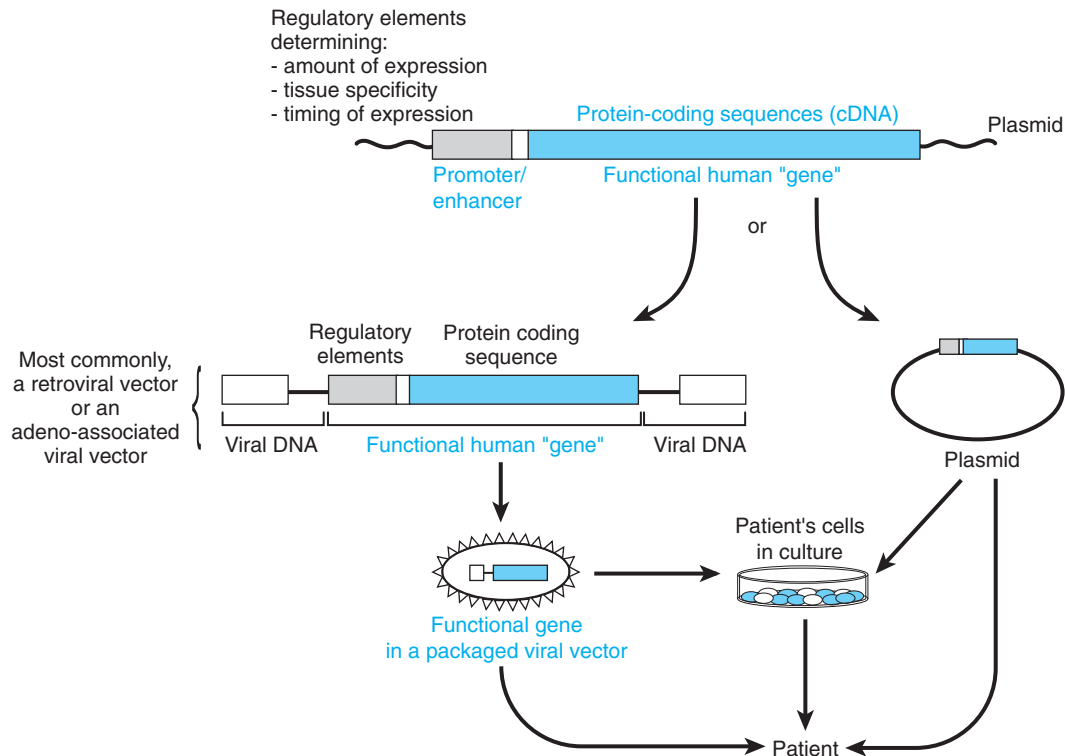 Regulatory elements
determining:
- amount of expression
- tissue specificity
- timing of expression
Protein-coding sequences (cDNA)
Plasmid
Promoter/
enhancer
Functional human "gene"
or
Regulatory
elements
Protein coding
sequence
Most commonly,
a retroviral vector
or an
adeno-associated
viral vector
Viral DNA
Functional human "gene"
Viral DNA
Plasmid
Patient's cells
in culture
Functional gene
in a packaged viral vector
Patient